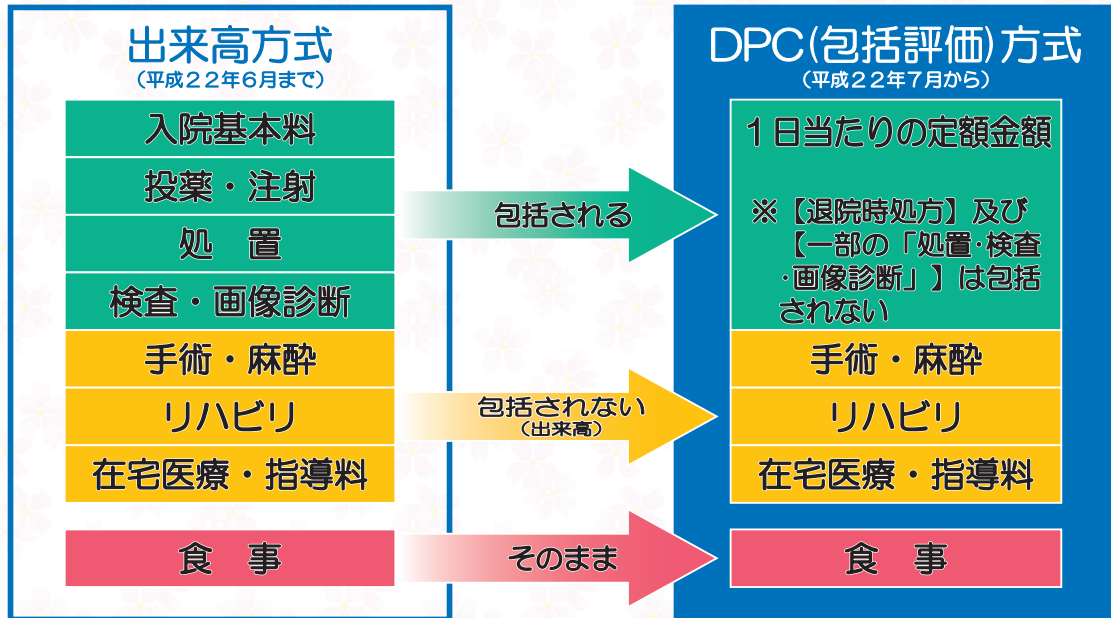 出来高方式
(平成２２年６月まで)
入院基本料
投薬・注射
処　置
検査・画像診断
手術・麻酔
リハビリ
在宅医療・指導料
食　事
包括される
包括されない
(出来高)
そのまま
DPC(包括評価)方式
(平成２２年７月から)
１日当たりの定額金額
※【退院時処方】及び
【一部の「処置・検査
・画像診断」】は包括
されない
手術・麻酔
リハビリ
在宅医療・指導料
食　事